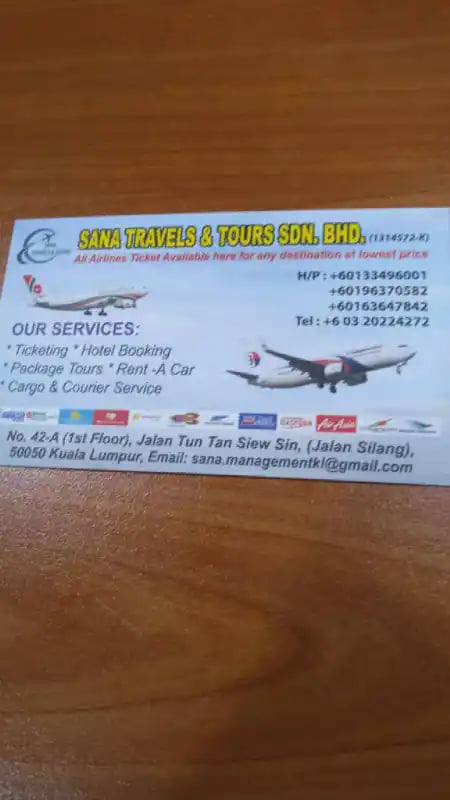 SANA TRAVELS & TOURS SDN. BHD. (1314572-K)
All Airlines Ticket Available here for any destination at lowest price
H/P : +60133496001
+60196370582
+60163647842
Tel : +6 03 20224272
OUR SERVICES:
* Ticketing * Hotel Booking
* Package Tours * Rent -A Car
* Cargo & Courier Service
Air Asia
No. 42-A (1st Floor), Jalan Tun Tan Siew Sin, (Jalan Silang),
50050 Kuala Lumpur, Email: sana.managementkl@gmail.com